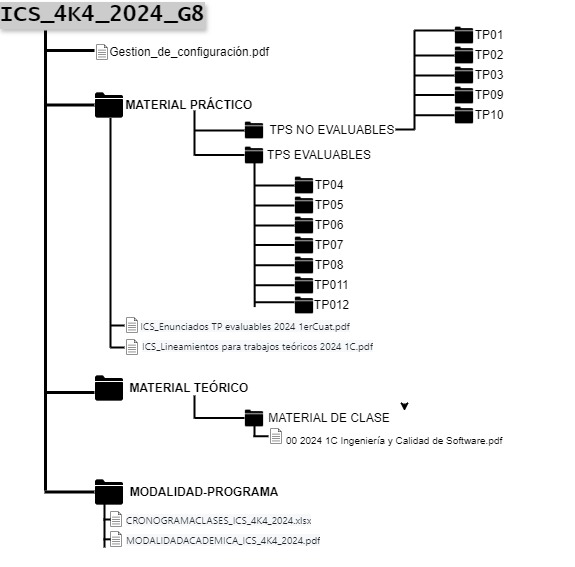 ICS_4K4_2024_G8
Gestion_de_configuración.pdf
MATERIAL PRÁCTICO
TPS NO EVALUABLES
TP01
TP02
TP03
TP09
TP10
TPS EVALUABLES
TP04
TP05
TP06
TP07
TP08
TP011
TP012
ICS_Enunciados TP evaluables 2024 1erCuat.pdf
ICS_Lineamientos para trabajos teóricos 2024 1C.pdf
MATERIAL TEÓRICO
MATERIAL DE CLASE
00 2024 1C Ingeniería y Calidad de Software.pdf
MODALIDAD-PROGRAMA
CRONOGRAMACLASES_ICS_4K4_2024.xlsx
MODALIDADACADEMICA_ICS_4K4_2024.pdf